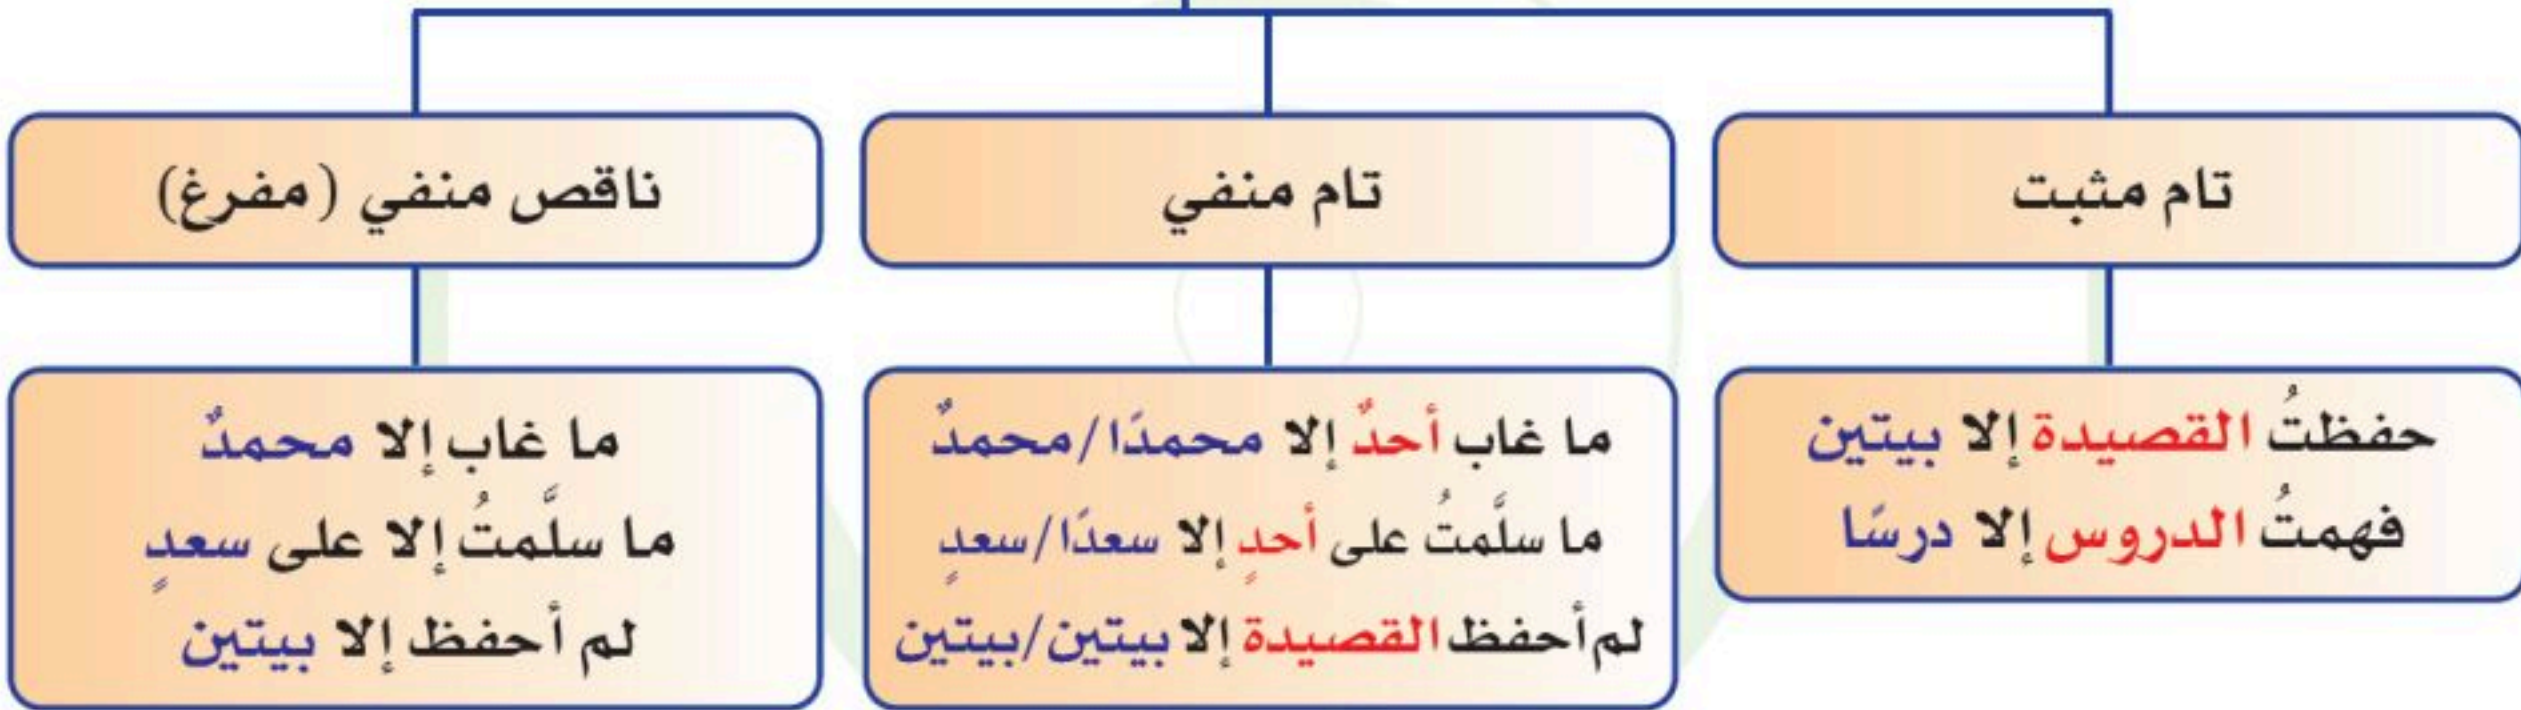 تام مثبت
تام منفي
ناقص منفي (مفرغ)
حفظتُ القصيدة إلا بيتين
فهمتُ الدروس إلا درسًا
ما غاب أحدٌ إلا محمدًا/محمدٌ
ما سلَّمتُ على أحدٍ إلا سعدًا/سعدٍ
لم أحفظ القصيدة إلا بيتين/بيتين
ما غاب إلا محمدٌ
ما سلَّمتُ إلا على سعدٍ
لم أحفظ إلا بيتين